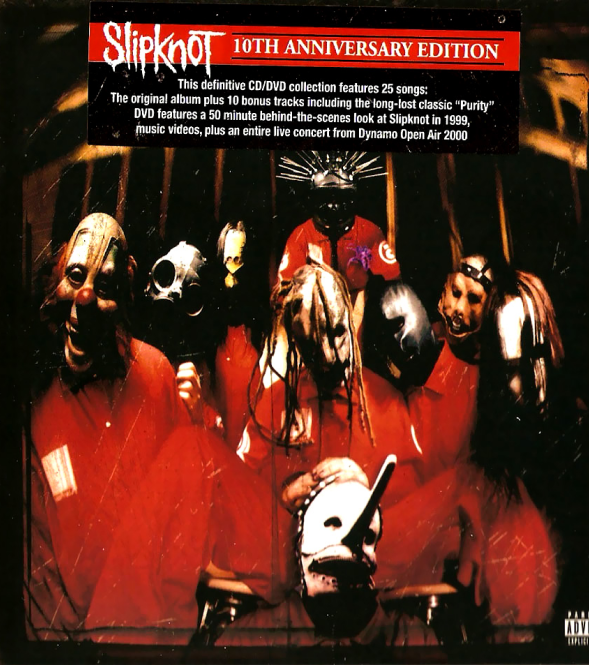 SlipknoT 10TH ANNIVERSARY EDITION
This definitive CD/DVD collection features 25 songs:
The original album plus 10 bonus tracks including the long-lost classic “Purity”
DVD features a 50 minute behind-the-scenes look at Slipknot in 1999,
music videos, plus an entire live concert from Dynamo Open Air 2000